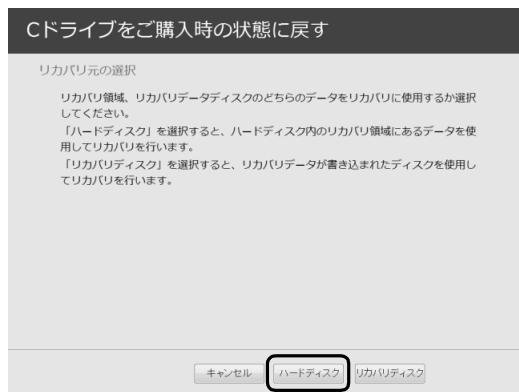 Cドライブをご購入時の状態に戻す
リカバリ元の選択
リカバリ領域、リカバリデータディスクのどちらのデータをリカバリに使用するか選択
してください。
「ハードディスク」を選択すると、ハードディスク内のリカバリ領域にあるデータを使
用してリカバリを行います。
「リカバリディスク」を選択すると、リカバリデータが書き込まれたディスクを使用し
てリカバリを行います。
キャンセル ハードディスク リカバリディスク